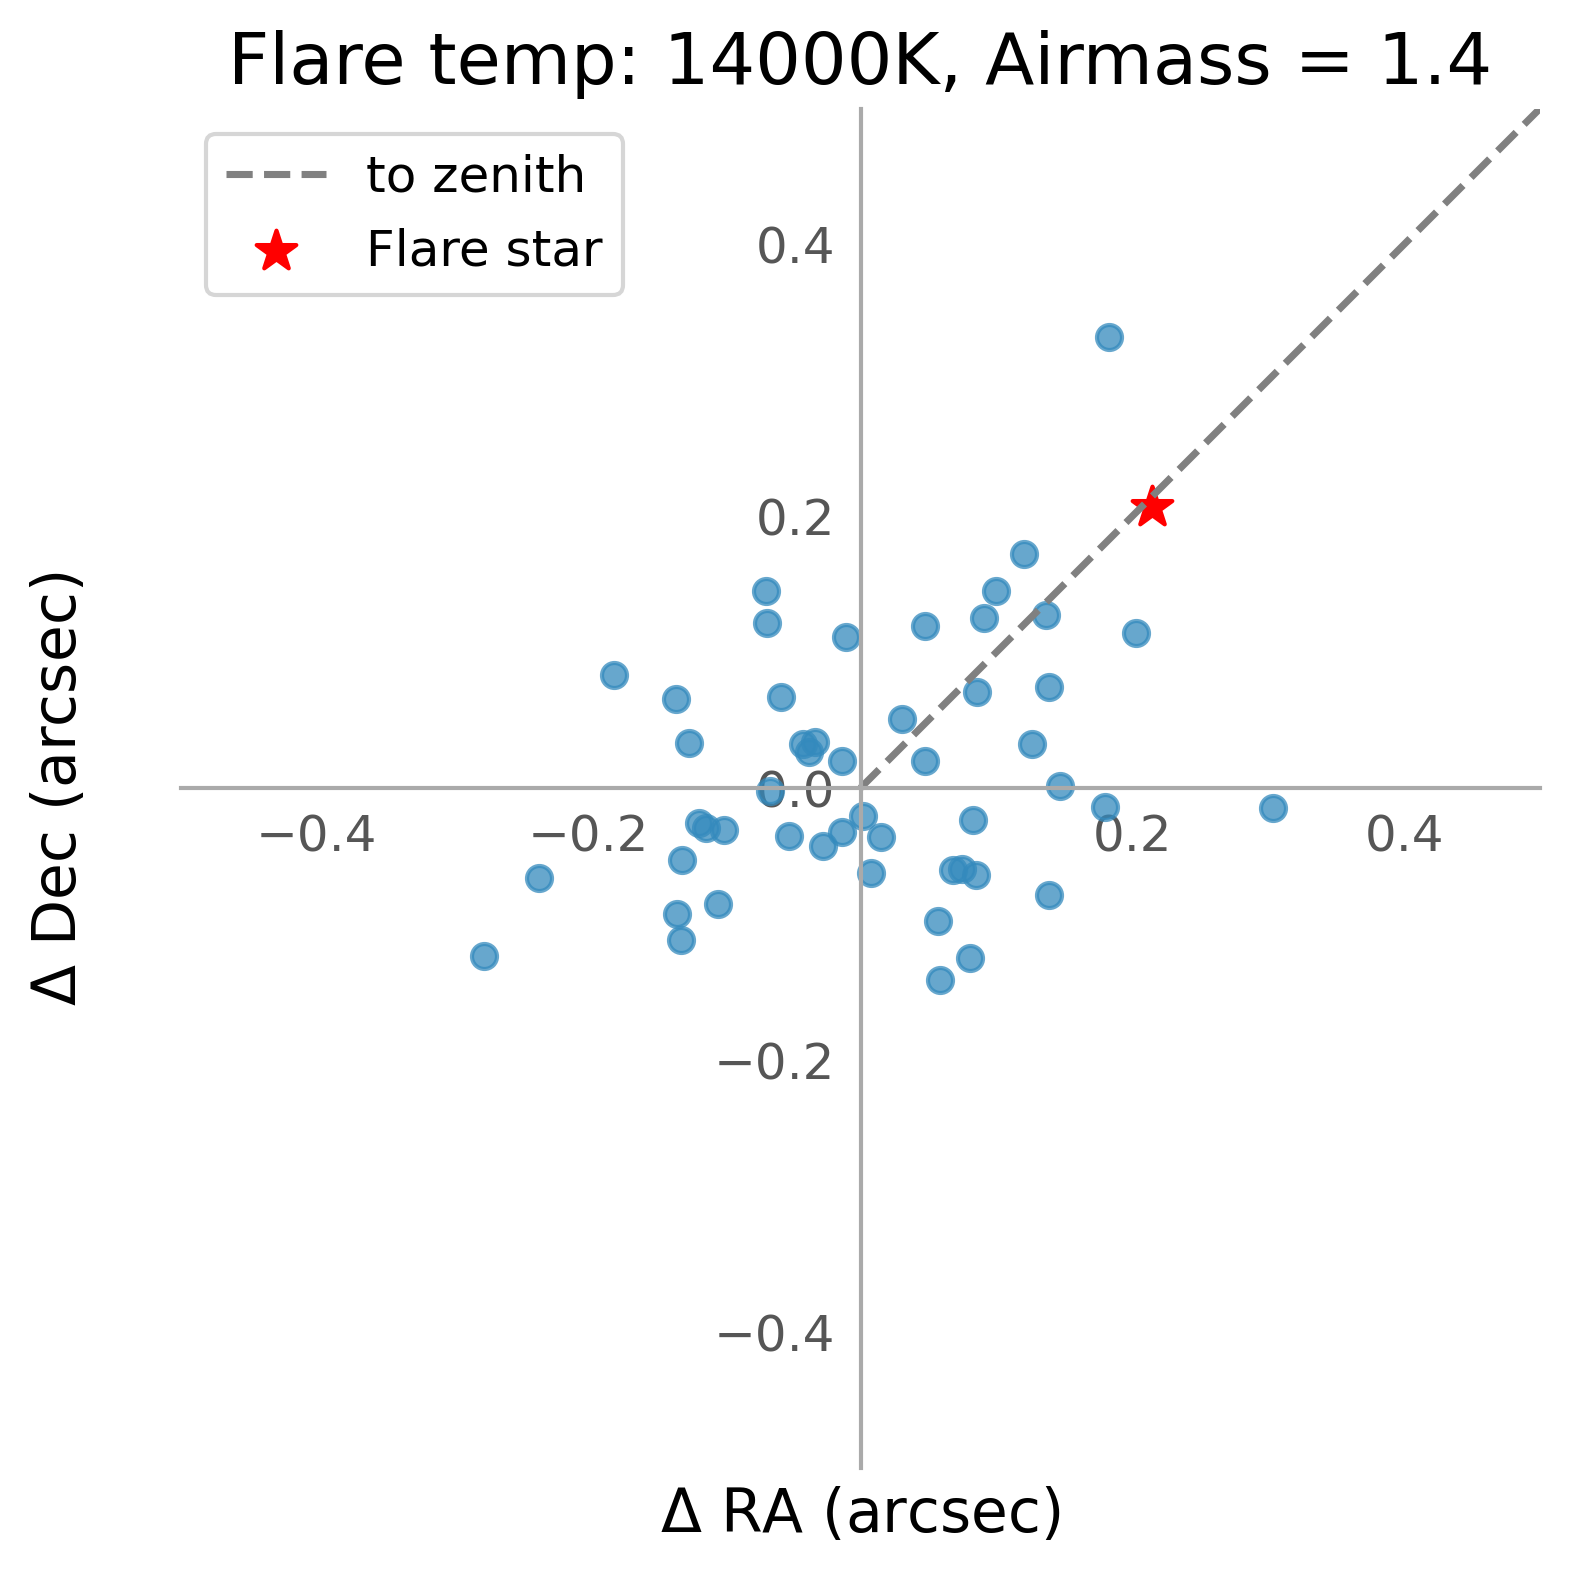 Flare temp: 14000K, Airmass = 1.4
to zenith
Flare star
0.4
0.2
0.0
−0.4 −0.2 0.2 0.4
−0.2
−0.4
Δ Dec (arcsec)
Δ RA (arcsec)